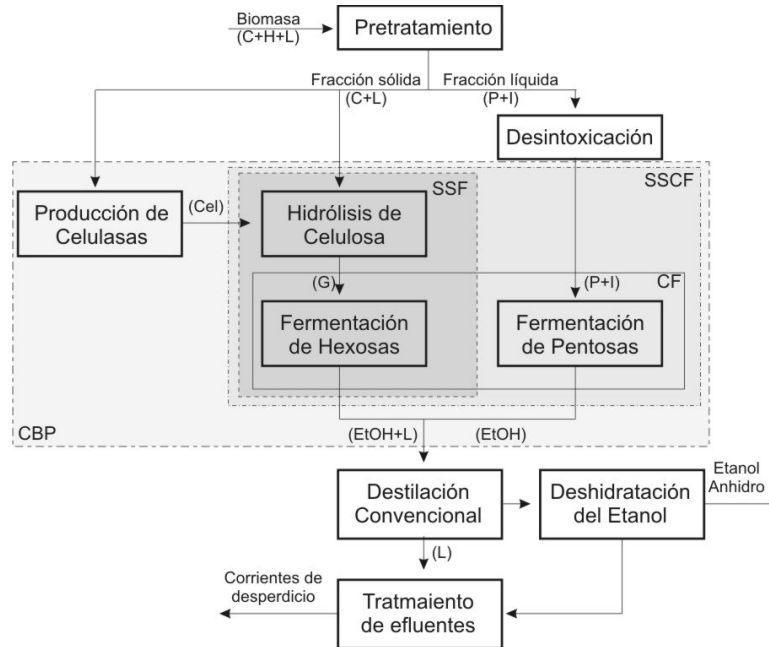 Biomasa
(C+H+L)
Pretratamiento
Fracción sólida
(C+L)
Fracción líquida
(P+I)
Desintoxicación
SSF
SSCF
Producción de
Celulasas
(Cel)
Hidrólisis de
Celulosa
(G)
(P+I)
CF
Fermentación
de Hexosas
Fermentación
de Pentosas
CBP
(EtOH+L)
(EtOH)
Destilación
Convencional
Deshidratación
del Etanol
Etanol
Anhidro
(L)
Corrientes de
desperdicio
Tratmaiento
de efluentes